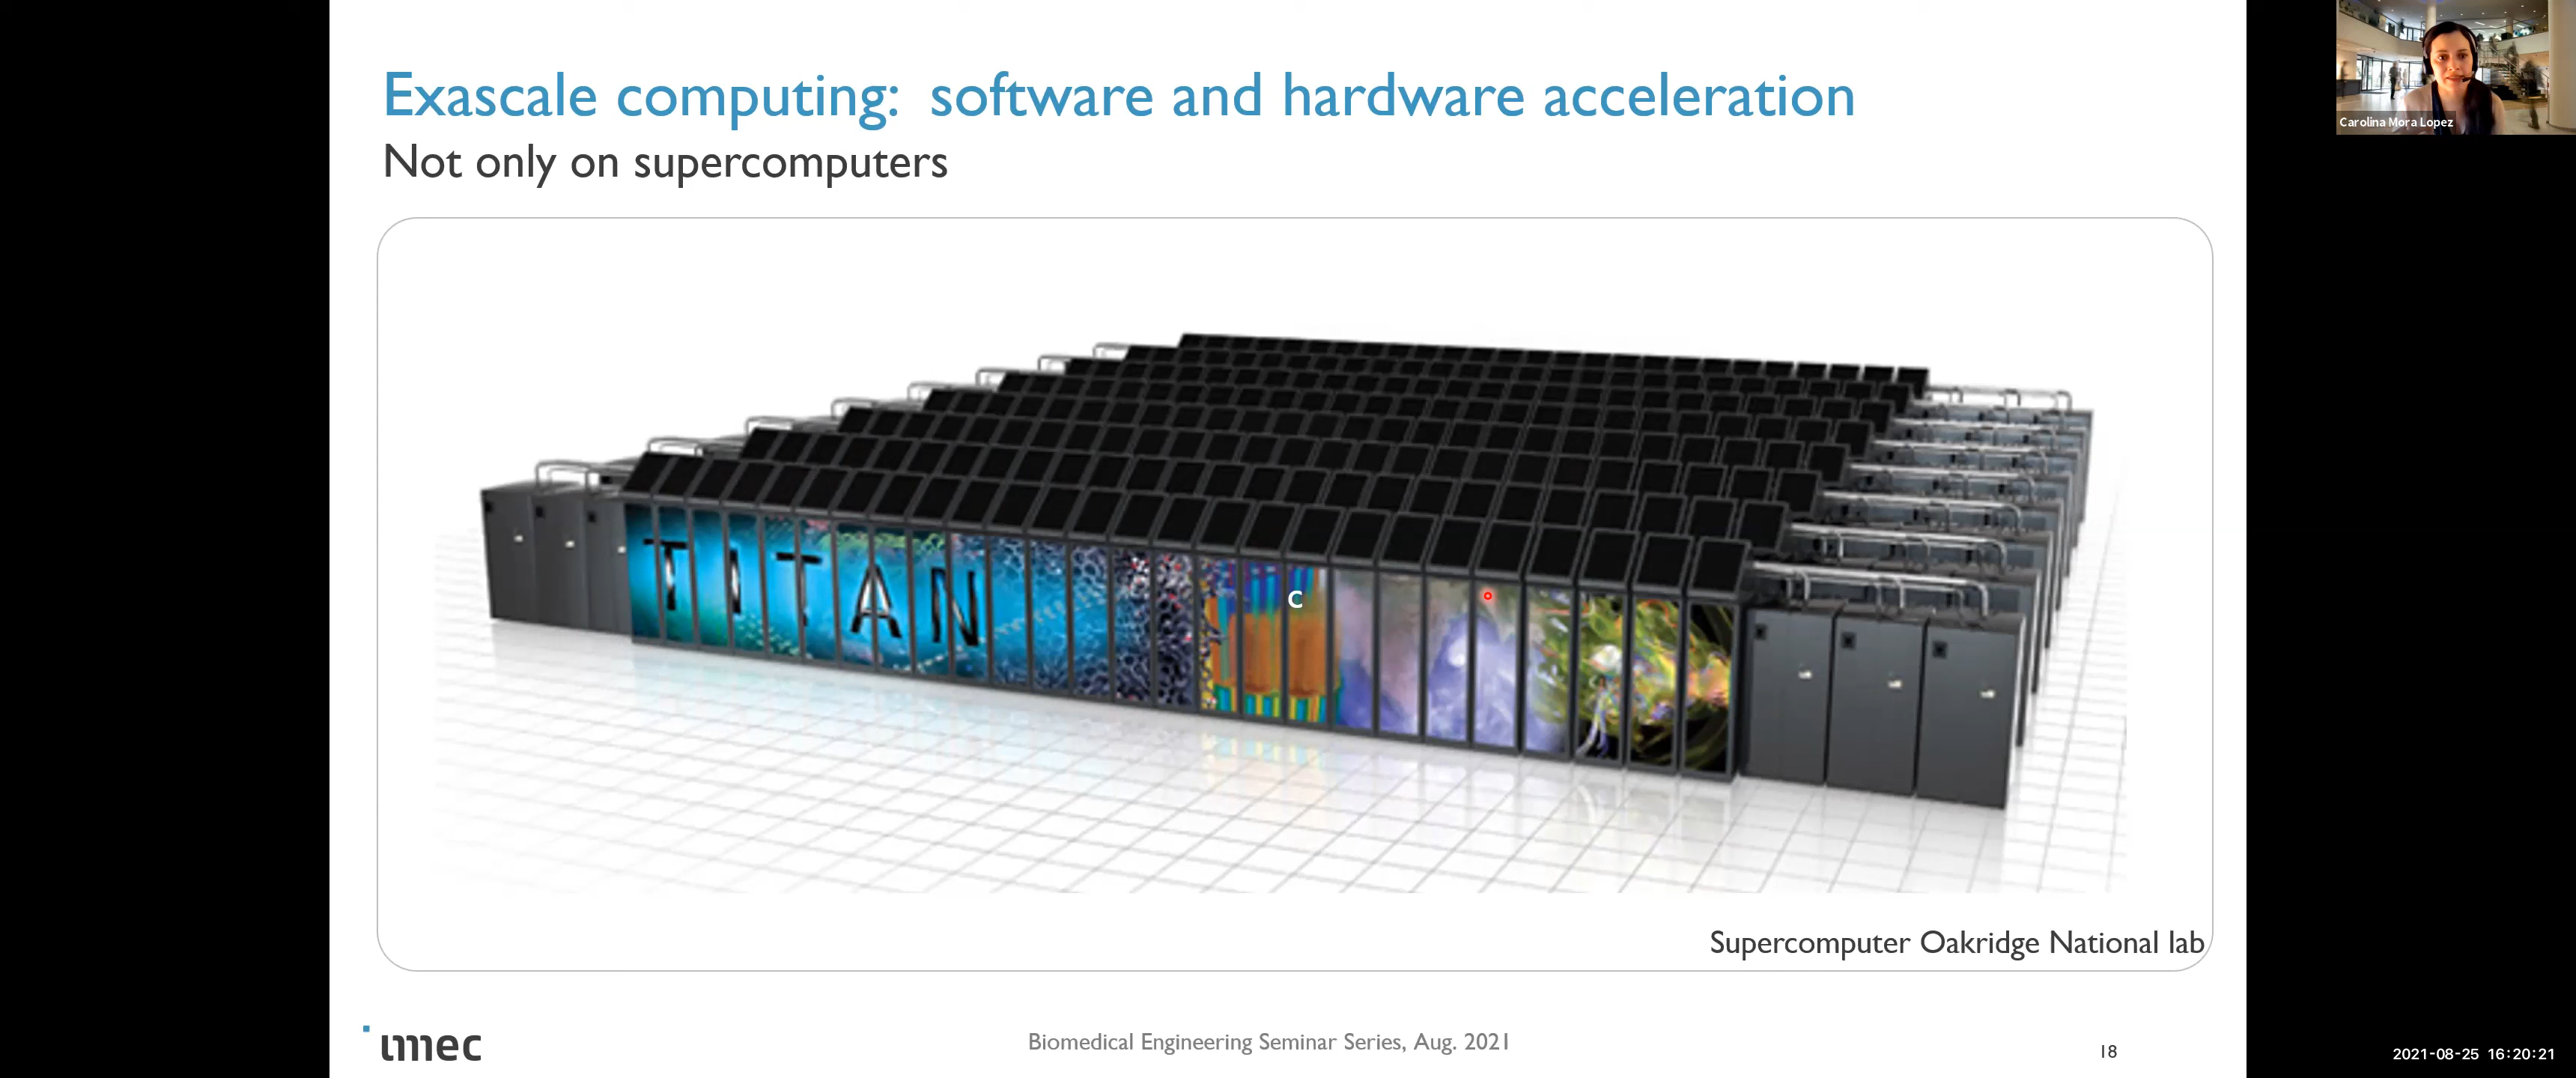 Exascale computing: software and hardware acceleration
Not only on supercomputers
Carolina Mora Lopez
TITAN
C
Supercomputer Oakridge National lab
imec
Biomedical Engineering Seminar Series, Aug. 2021
18
2021-08-25 16:20:21